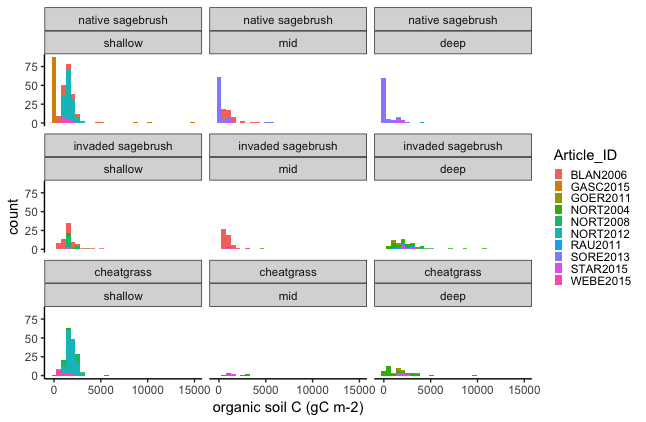 native sagebrush native sagebrush native sagebrush
shallow mid deep
75
50
25
0
invaded sagebrush invaded sagebrush invaded sagebrush
shallow mid deep
75
50
25
0
cheatgrass cheatgrass cheatgrass
shallow mid deep
75
50
25
0
0 5000 10000 15000 0 5000 10000 15000 0 5000 10000 15000
organic soil C (gC m-2)
count
Article_ID
BLAN2006
GASC2015
GOER2011
NORT2004
NORT2008
NORT2012
RAU2011
SORE2013
STAR2015
WEBE2015